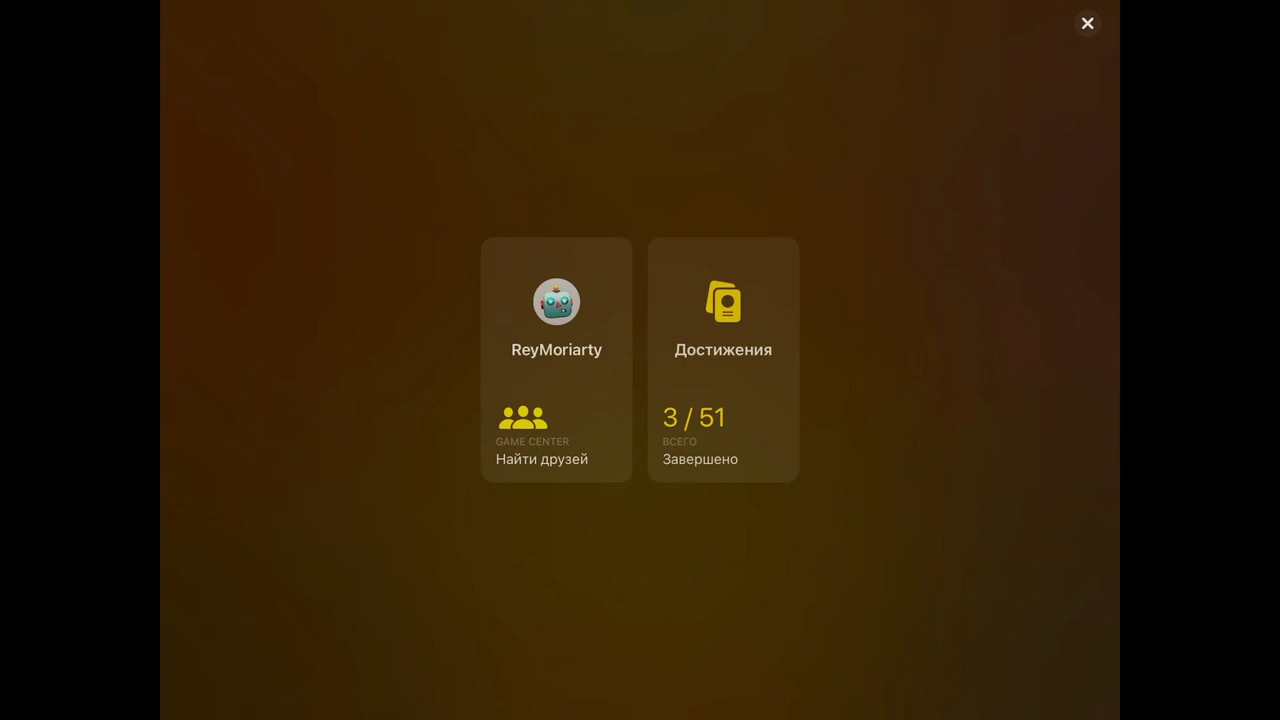 ReyMoriarty
GAME CENTER
Найти друзей
Достижения
3 / 51
ВСЕГО
Завершено